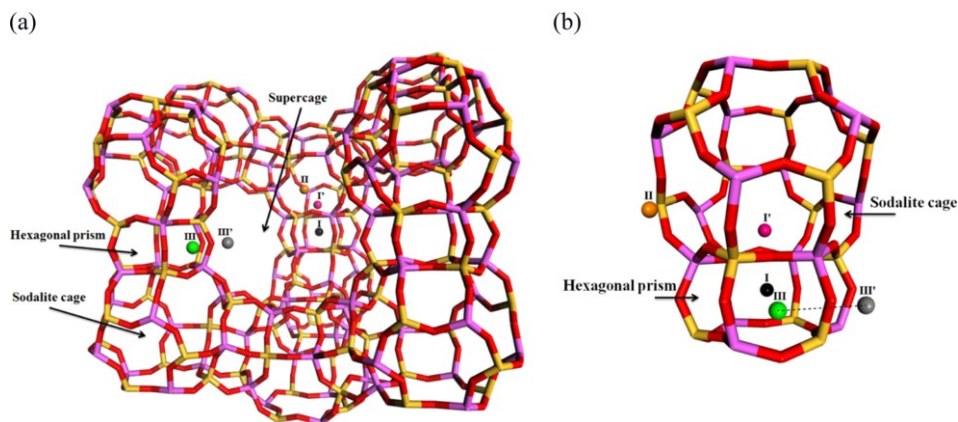 (a)
Supercage
II
I'
I
Hexagonal prism
III
III'
Sodalite cage
(b)
II
I'
Sodalite cage
Hexagonal prism
I
III
III'